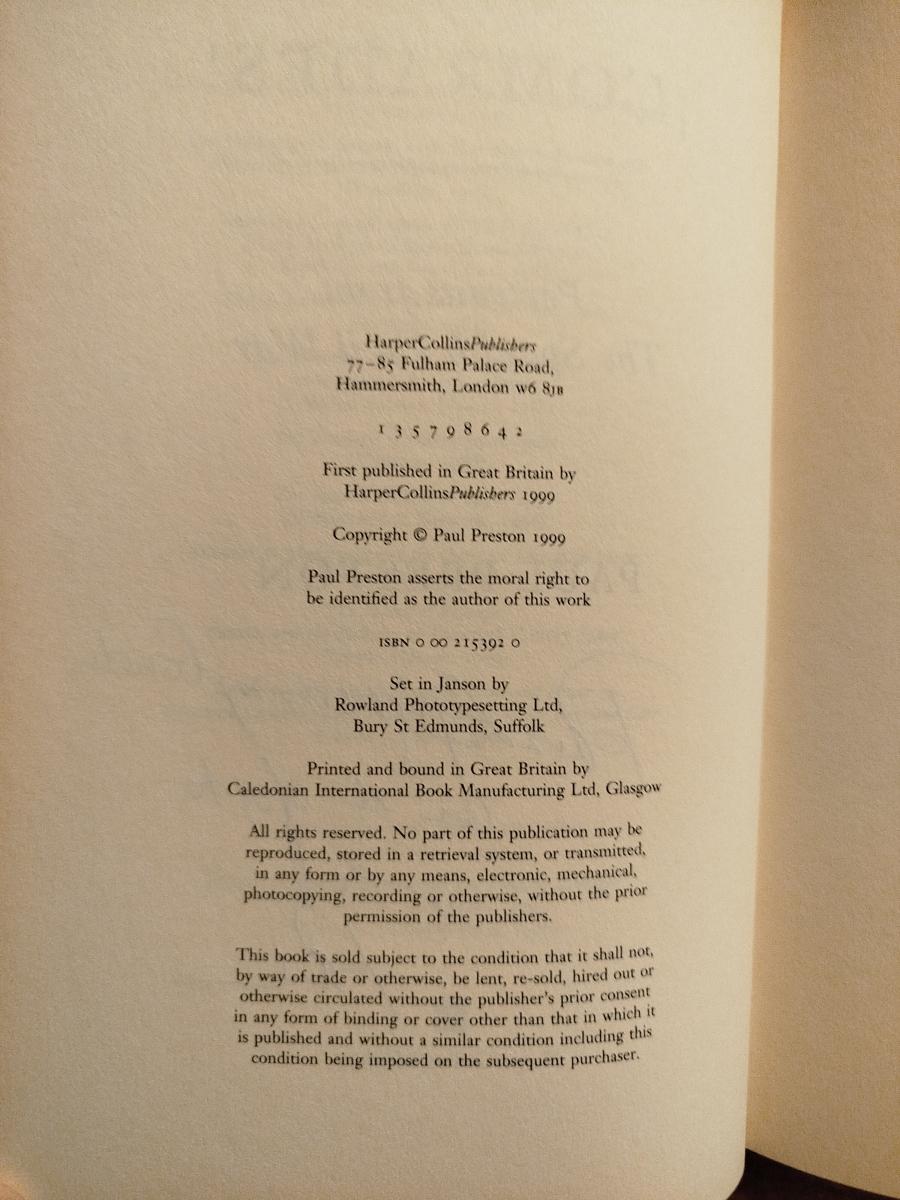 HarperCollinsPublishers
77–85 Fulham Palace Road,
Hammersmith, London W6 8JB
1 3 5 7 9 8 6 4 2
First published in Great Britain by
HarperCollinsPublishers 1999
Copyright © Paul Preston 1999
Paul Preston asserts the moral right to
be identified as the author of this work
ISBN 0 00 215392 0
Set in Janson by
Rowland Phototypesetting Ltd,
Bury St Edmunds, Suffolk
Printed and bound in Great Britain by
Caledonian International Book Manufacturing Ltd, Glasgow
All rights reserved. No part of this publication may be
reproduced, stored in a retrieval system, or transmitted,
in any form or by any means, electronic, mechanical,
photocopying, recording or otherwise, without the prior
permission of the publishers.
This book is sold subject to the condition that it shall not,
by way of trade or otherwise, be lent, re-sold, hired out or
otherwise circulated without the publisher's prior consent
in any form of binding or cover other than that in which it
is published and without a similar condition including this
condition being imposed on the subsequent purchaser.